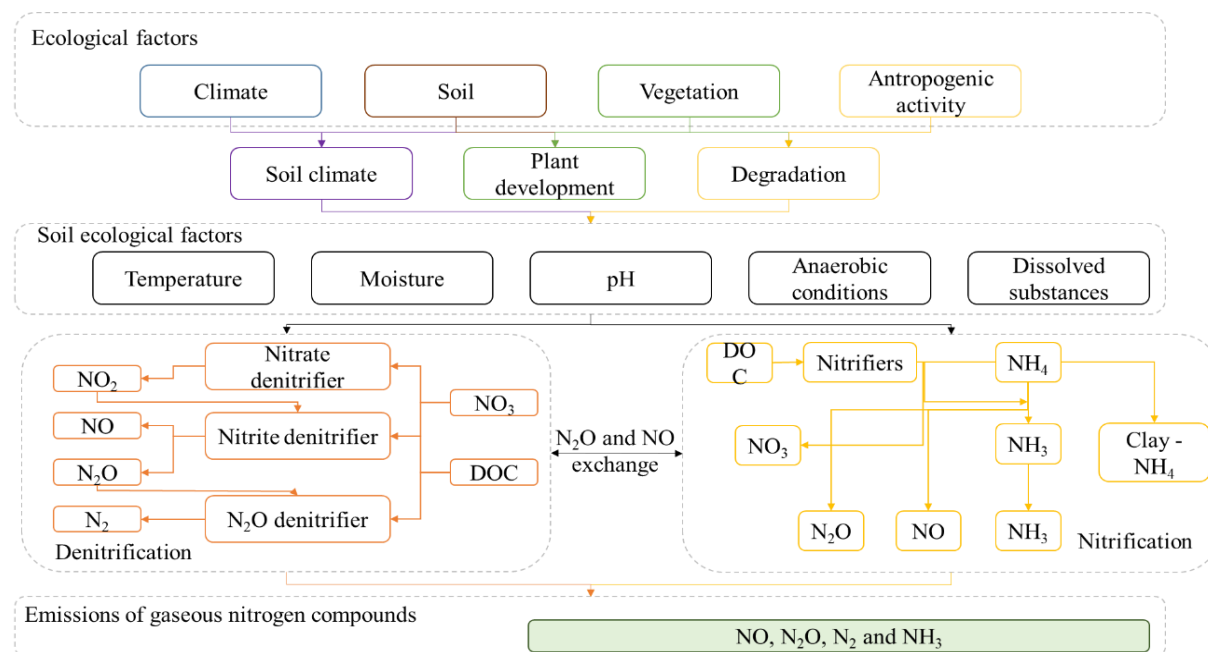 Ecological factors
Climate
Soil
Vegetation
Antropogenic
activity
Soil climate
Plant
development
Degradation
Soil ecological factors
Temperature
Moisture
pH
Anaerobic
conditions
Dissolved
substances
Nitrate
denitrifier
NO₂
NO
Nitrite denitrifier
N₂O
N₂O denitrifier
N₂
NO₃
DOC
Denitrification
N₂O and NO
exchange
DO
C
Nitrifiers
NH₄
NO₃
NH₃
Clay -
NH₄
N₂O
NO
NH₃
Nitrification
Emissions of gaseous nitrogen compounds
NO, N₂O, N₂ and NH₃